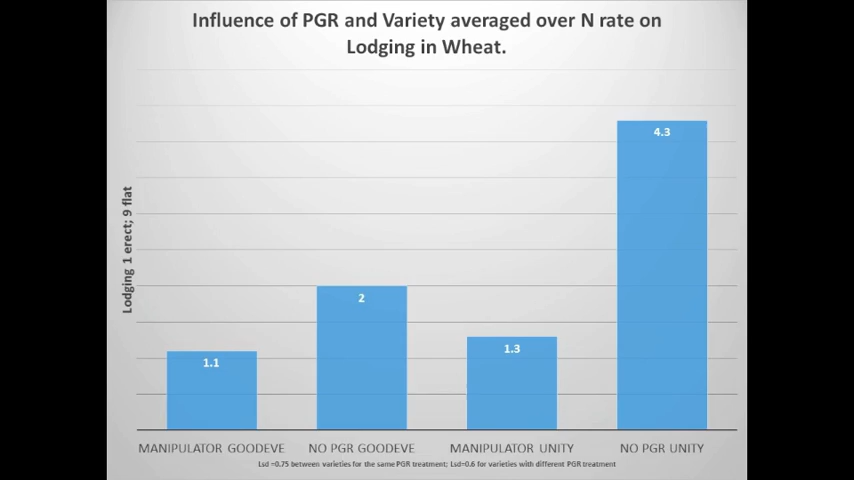 Influence of PGR and Variety averaged over N rate on
Lodging in Wheat.
Lodging 1 erect; 9 flat
1.1
2
1.3
4.3
MANIPULATOR GOODEVE
NO PGR GOODEVE
MANIPULATOR UNITY
NO PGR UNITY
Lsd =0.75 between varieties for the same PGR treatment; Lsd=0.6 for varieties with different PGR treatment